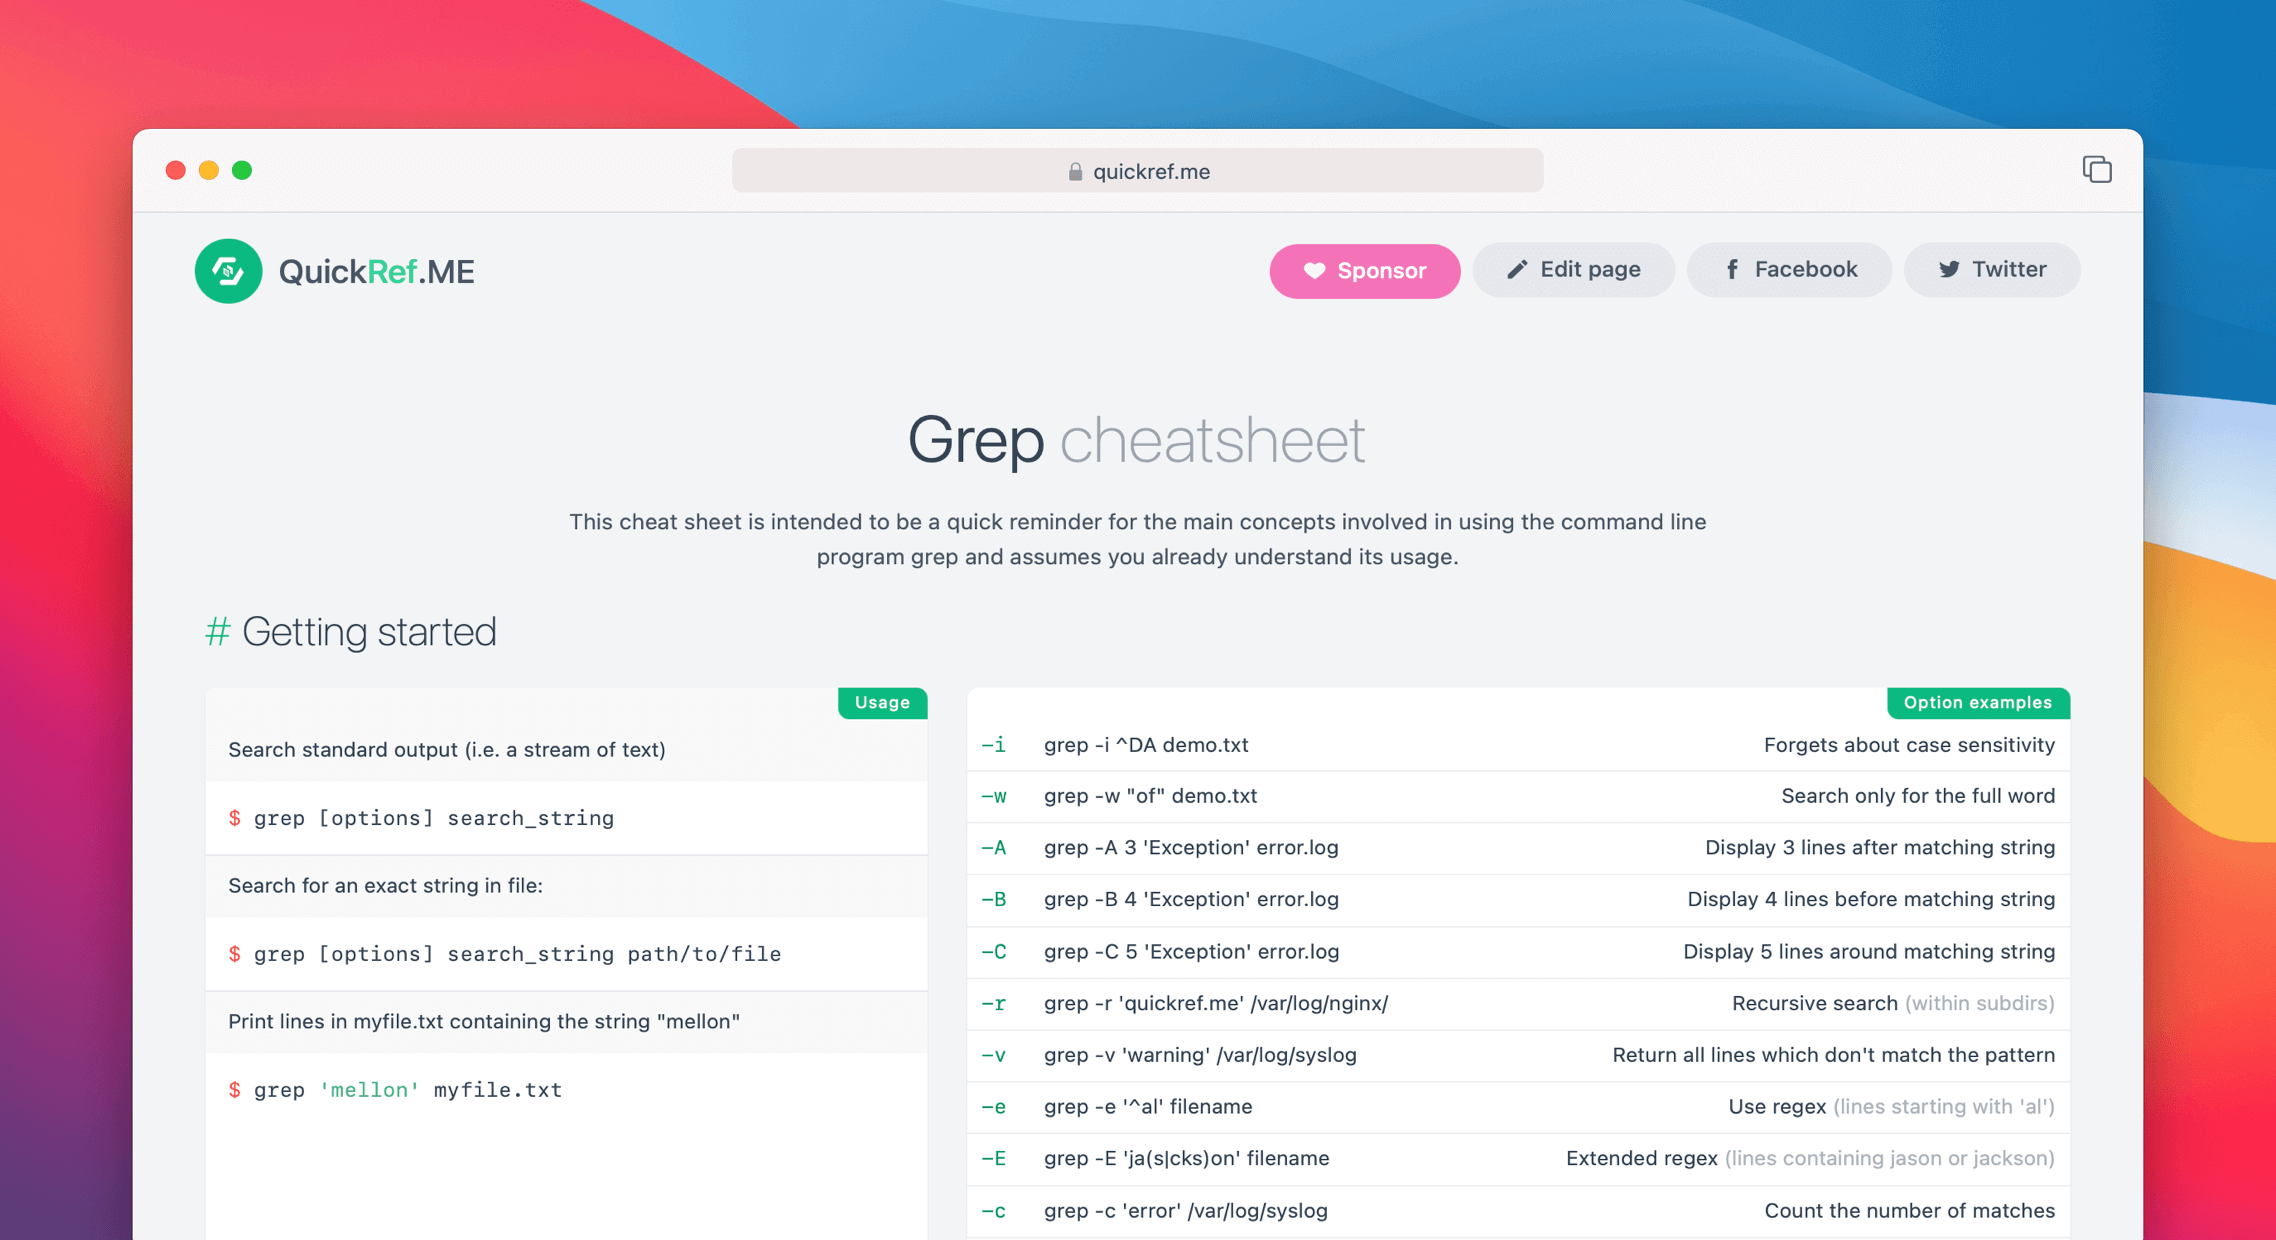 quickref.me
QuickRef.ME
Sponsor
Edit page
Facebook
Twitter
Grep cheatsheet
This cheat sheet is intended to be a quick reminder for the main concepts involved in using the command line
program grep and assumes you already understand its usage.
# Getting started
Usage
Search standard output (i.e. a stream of text)
$ grep [options] search_string
Search for an exact string in file:
$ grep [options] search_string path/to/file
Print lines in myfile.txt containing the string "mellon"
$ grep 'mellon' myfile.txt
Option examples
-i grep -i ^DA demo.txt Forgets about case sensitivity
-w grep -w "of" demo.txt Search only for the full word
-A grep -A 3 'Exception' error.log Display 3 lines after matching string
-B grep -B 4 'Exception' error.log Display 4 lines before matching string
-C grep -C 5 'Exception' error.log Display 5 lines around matching string
-r grep -r 'quickref.me' /var/log/nginx/ Recursive search (within subdirs)
-v grep -v 'warning' /var/log/syslog Return all lines which don't match the pattern
-e grep -e '^al' filename Use regex (lines starting with 'al')
-E grep -E 'ja(s|cks)on' filename Extended regex (lines containing jason or jackson)
-c grep -c 'error' /var/log/syslog Count the number of matches